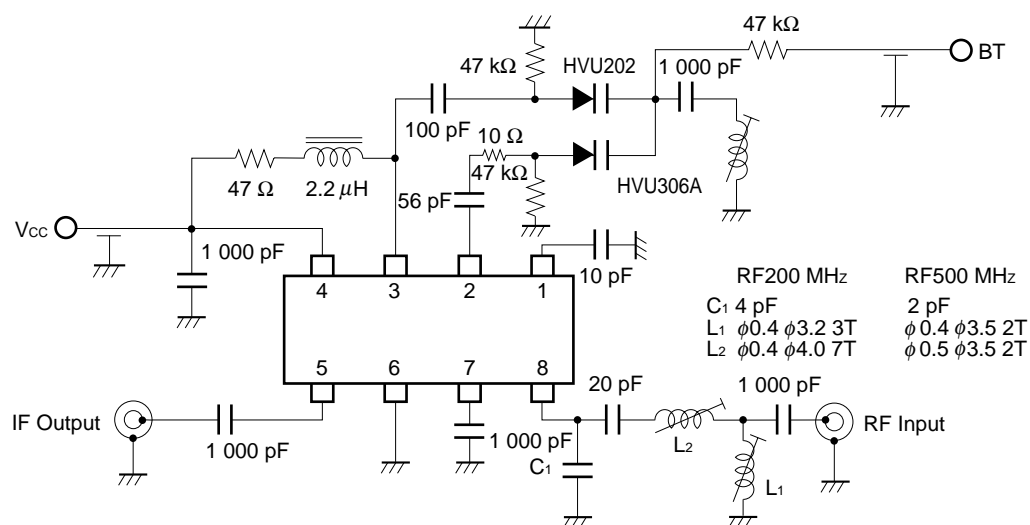 47 kΩ
47 kΩ
HVU202
1 000 pF
BT
100 pF
10 Ω
47 kΩ
HVU306A
47 Ω
2.2 μH
56 pF
Vcc
1 000 pF
10 pF
4 3 2 1
RF200 MHz RF500 MHz
C1 4 pF 2 pF
L1 ϕ0.4 ϕ3.2 3T ϕ0.4 ϕ3.5 2T
L2 ϕ0.4 ϕ4.0 7T ϕ0.5 ϕ3.5 2T
5 6 7 8
20 pF
1 000 pF
IF Output
1 000 pF
1 000 pF
C1
L2
RF Input
L1